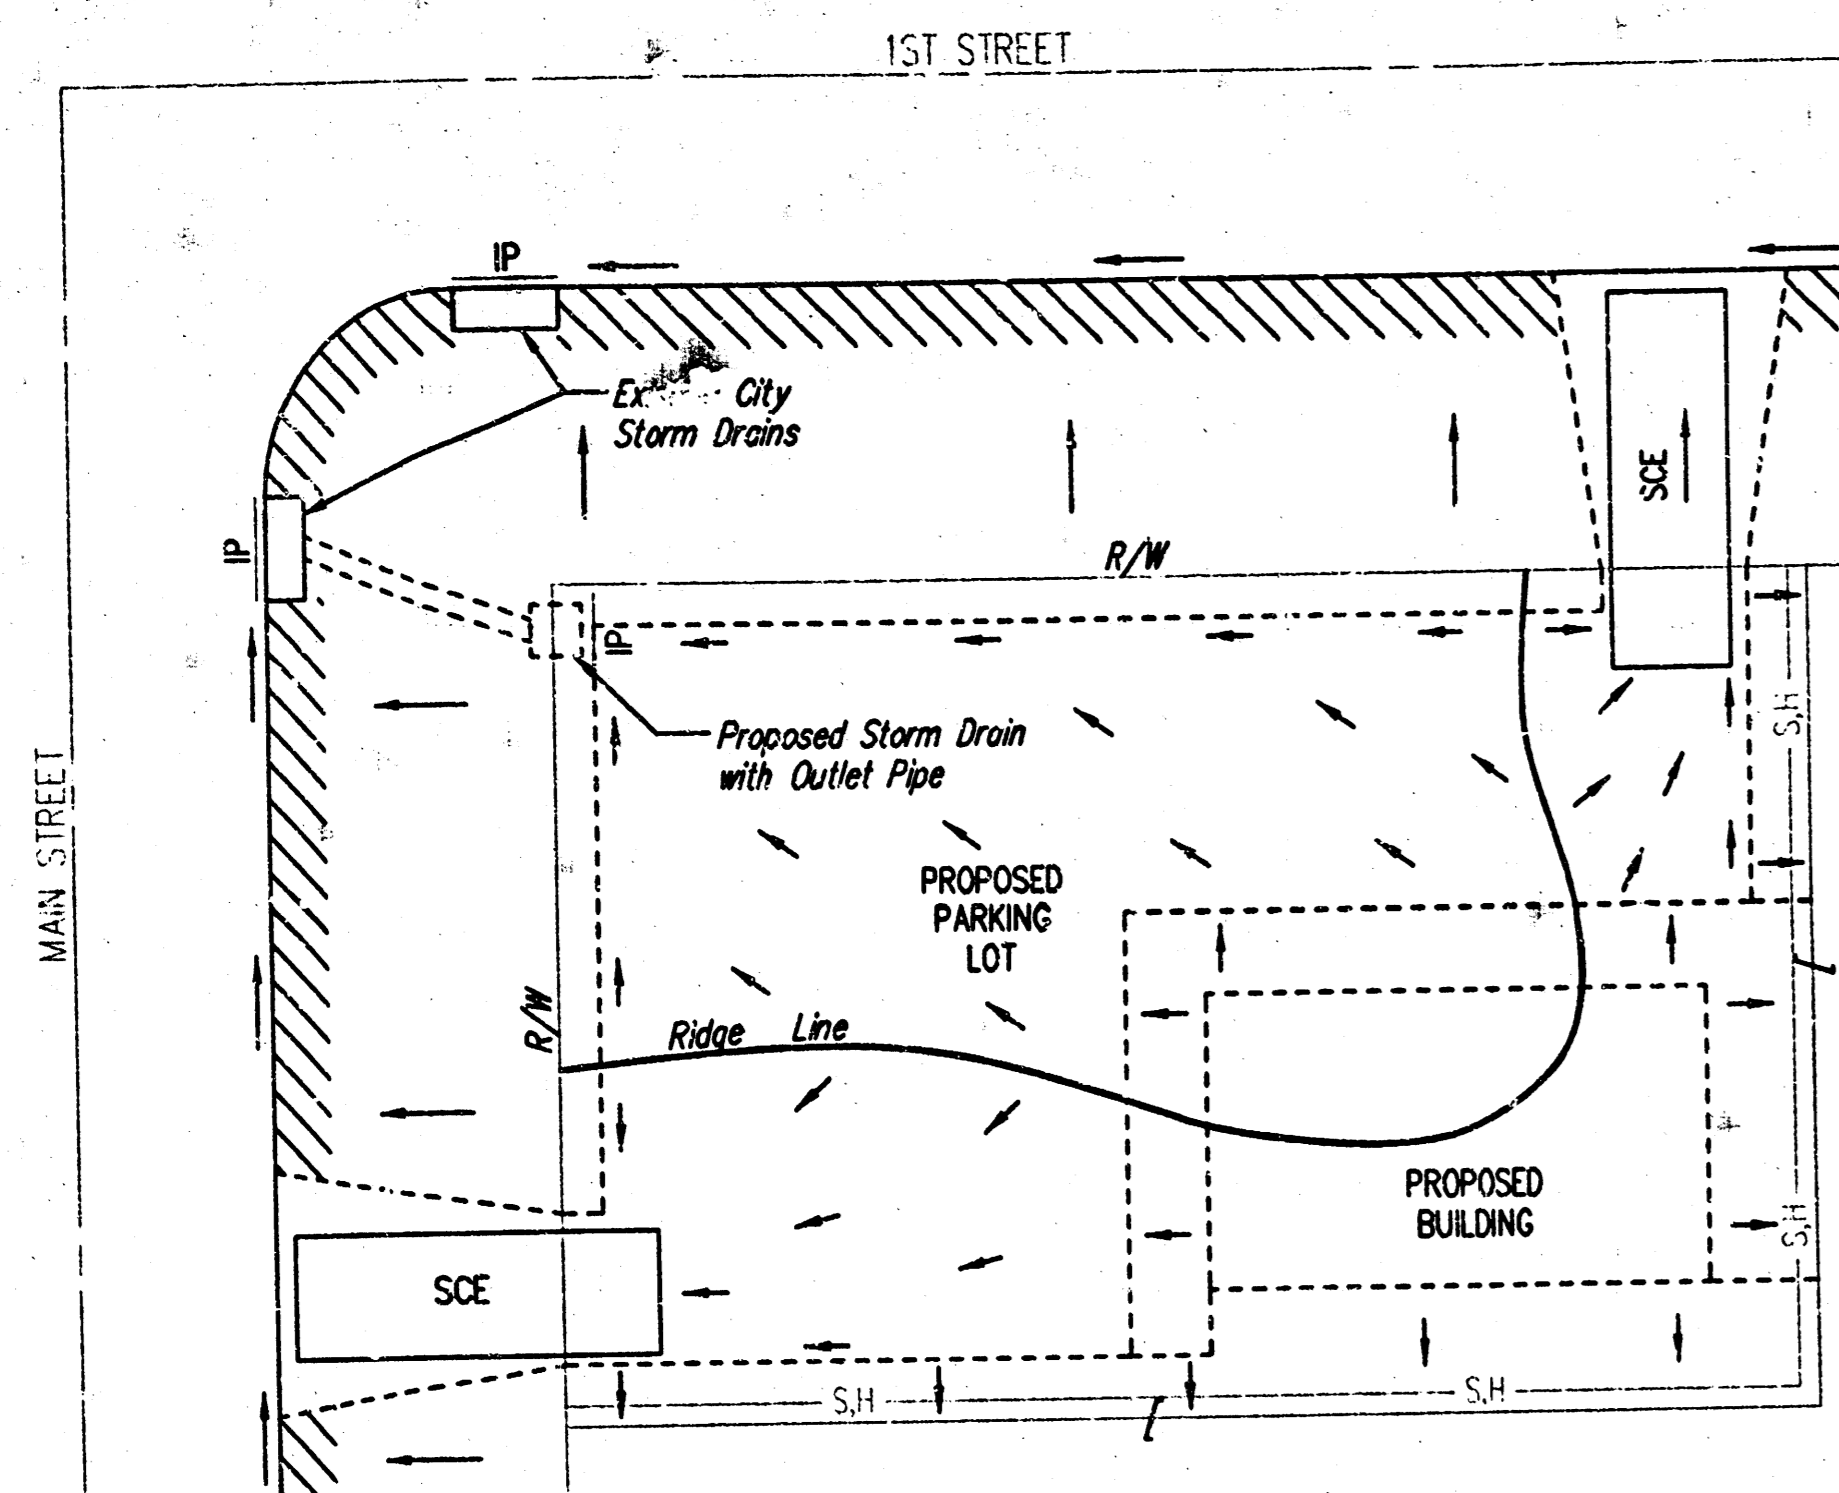 1ST STREET
IP
City
Storm Drains
SCE
IP
R/W
IP
S,H
Proposed Storm Drain
with Outlet Pipe
MAIN STREET
PROPOSED
PARKING
LOT
R/W
Ridge Line
PROPOSED
BUILDING
S,H
SCE
S,H
S,H